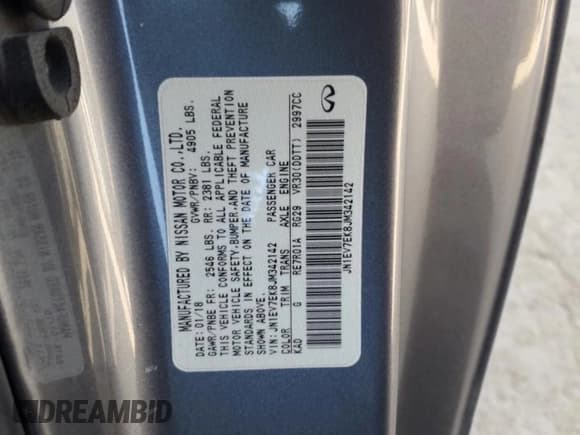 MANUFACTURED BY NISSAN MOTOR CO.,LTD.
GVWR/PNBV: 4905 LBS.
DATE: 01/18
GAWR/PNBE FR: 2546 LBS. RR: 2381 LBS.
THIS VEHICLE CONFORMS TO ALL APPLICABLE FEDERAL
MOTOR VEHICLE SAFETY,BUMPER,AND THEFT PREVENTION
STANDARDS IN EFFECT ON THE DATE OF MANUFACTURE
SHOWN ABOVE.
VIN: JN1EV7EK8JM342142 PASSENGER CAR
COLOR TRIM TRANS AXLE ENGINE
KAD G RE7R01A RG29 VR30(DDTT) 2997CC
JN1EV7EK8JM342142
DREAMBID